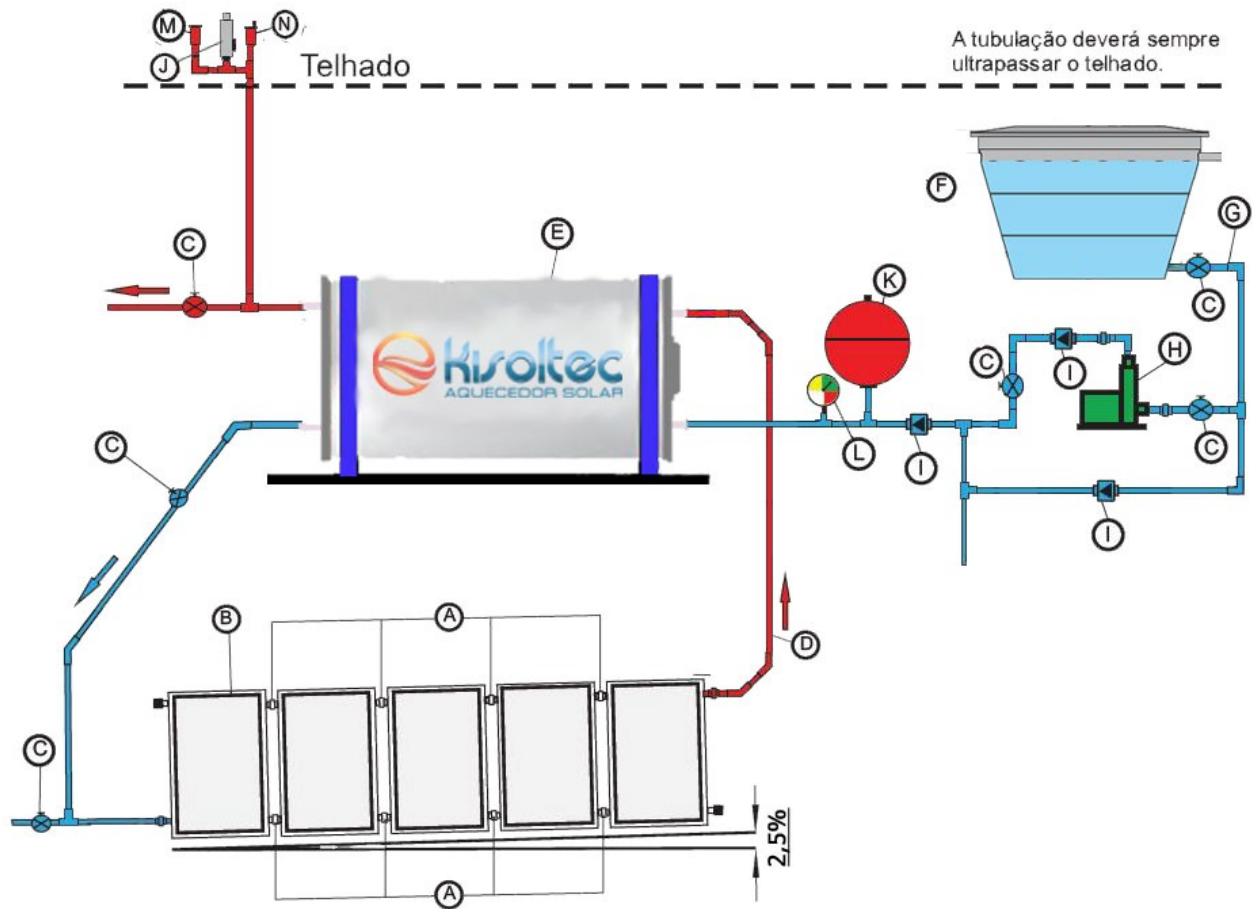 M
N
J
Telhado
A tubulação deverá sempre
ultrapassar o telhado.
F
G
C
E
C
K
C
I
H
Kisoltec
AQUECEDOR SOLAR
C
L
I
C
C
I
B
A
D
C
2,5%
A